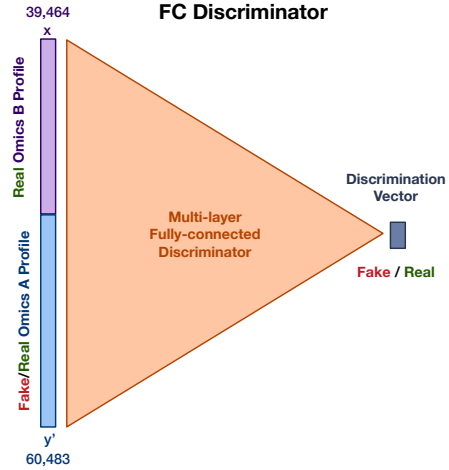 FC Discriminator
39,464
x
Real Omics B Profile
Fake/Real Omics A Profile
y’
60,483
Multi-layer
Fully-connected
Discriminator
Discrimination
Vector
Fake / Real